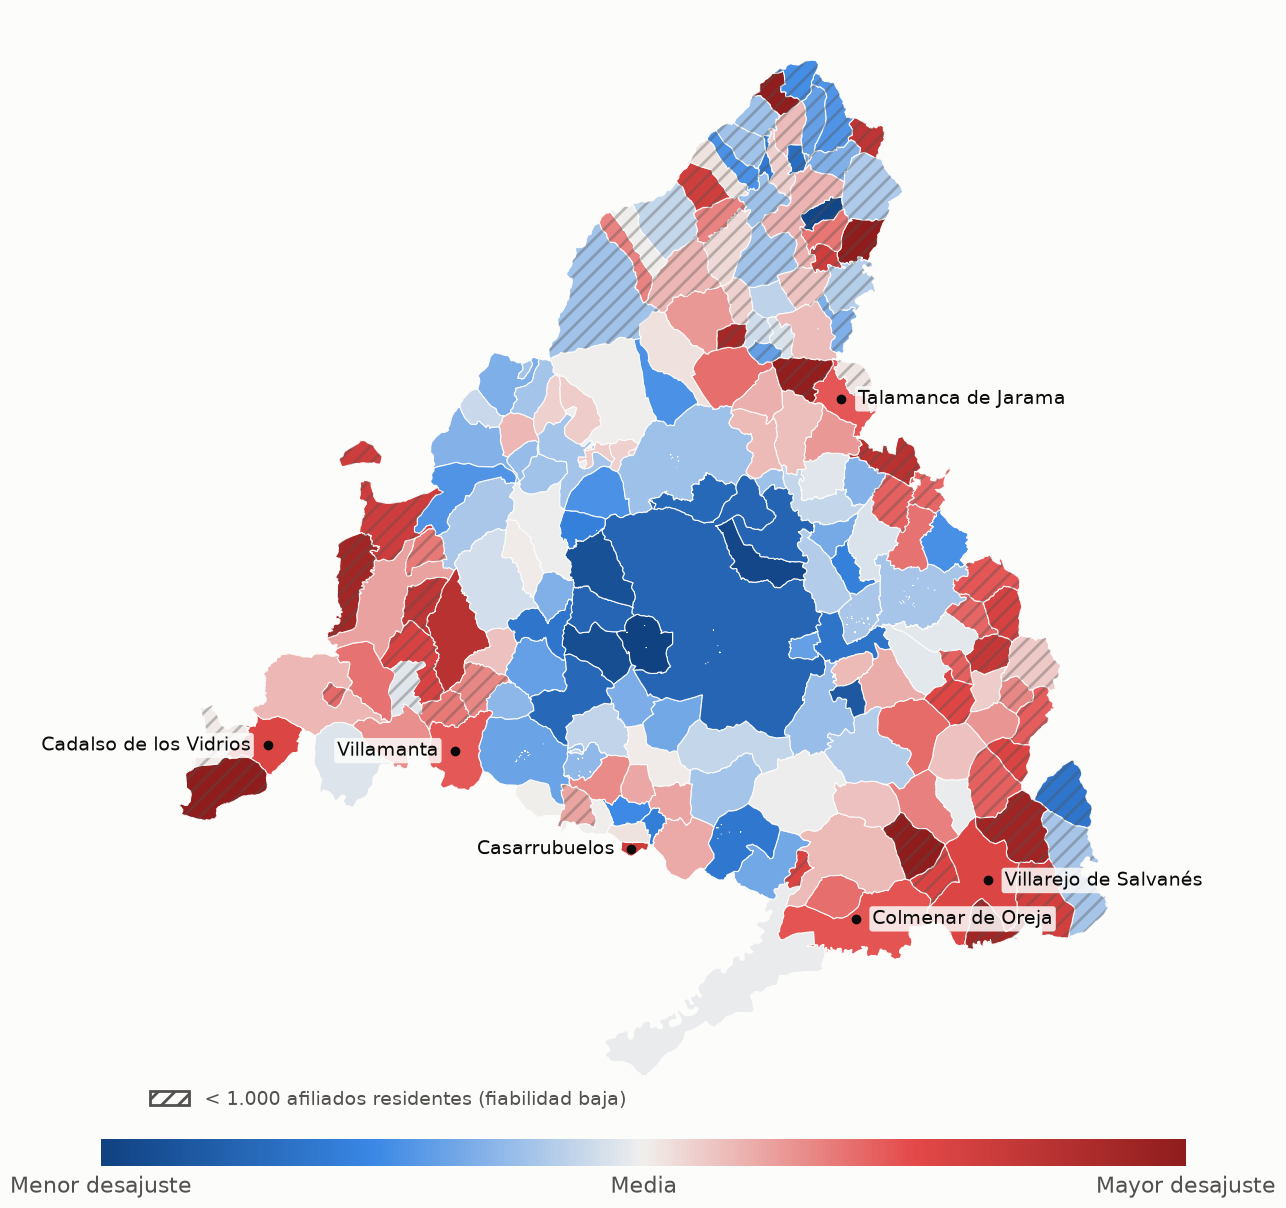 Talamanca de Jarama
Cadalso de los Vidrios
Villamanta
Casarrubuelos
Villarejo de Salvanés
Colmenar de Oreja
< 1.000 afiliados residentes (fiabilidad baja)
Menor desajuste
Media
Mayor desajuste